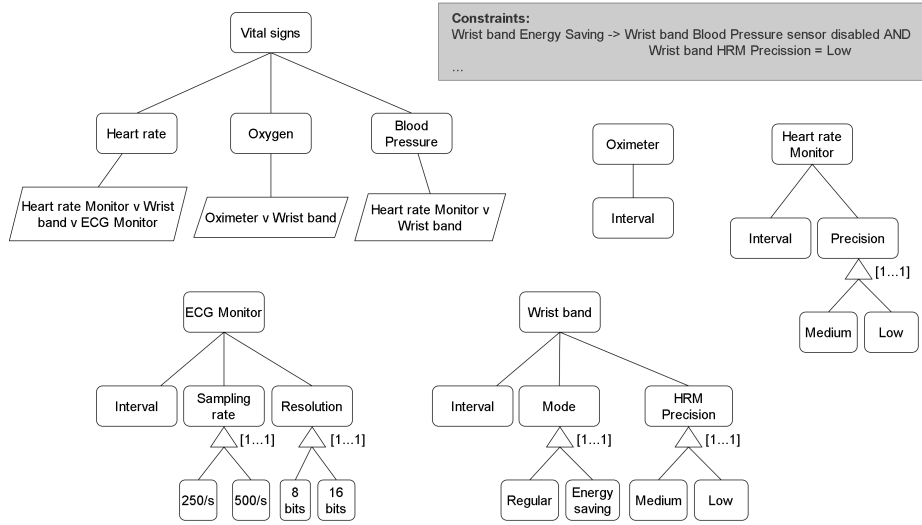 Constraints:
Wrist band Energy Saving -> Wrist band Blood Pressure sensor disabled AND
Wrist band HRM Precission = Low
...
Vital signs
Heart rate
Oxygen
Blood
Pressure
Heart rate Monitor v Wrist
band v ECG Monitor
Oximeter v Wrist band
Heart rate Monitor v
Wrist band
Oximeter
Interval
Heart rate
Monitor
Interval
Precision
[1...1]
Medium
Low
ECG Monitor
Interval
Sampling
rate
Resolution
[1...1]
[1...1]
250/s
500/s
8
bits
16
bits
Wrist band
Interval
Mode
HRM
Precision
[1...1]
[1...1]
Regular
Energy
saving
Medium
Low